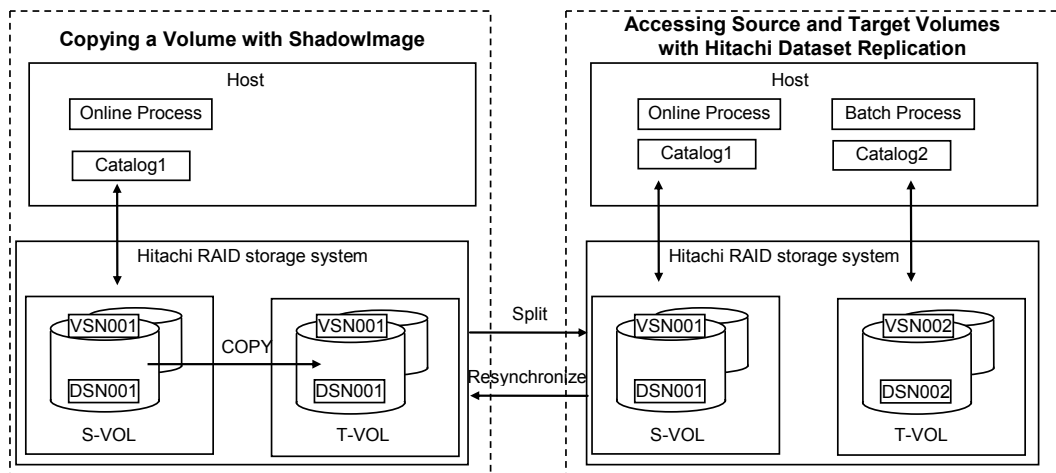 Copying a Volume with ShadowImage
Host
Online Process
Catalog1
Hitachi RAID storage system
VSN001
VSN001
COPY
DSN001
DSN001
S-VOL
T-VOL
Split
Resynchronize
Accessing Source and Target Volumes
with Hitachi Dataset Replication
Host
Online Process
Batch Process
Catalog1
Catalog2
Hitachi RAID storage system
VSN001
VSN002
DSN001
DSN002
S-VOL
T-VOL